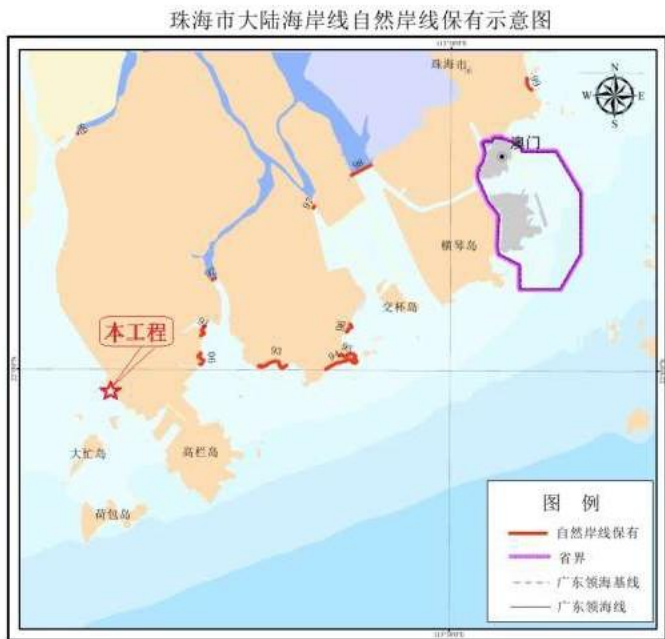 珠海市大陆海岸线自然岸线保有示意图
珠海市
N
W
E
S
99
澳门
横琴岛
交杯岛
本工程
93
94
高栏岛
大杧岛
荷包岛
图 例
自然岸线保有
省界
广东领海基线
广东领海线